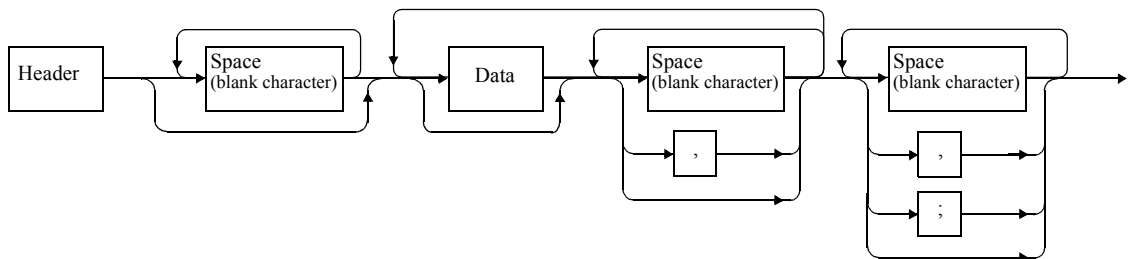 Header
Space
(blank character)
Data
Space
(blank character)
,
Space
(blank character)
,
;